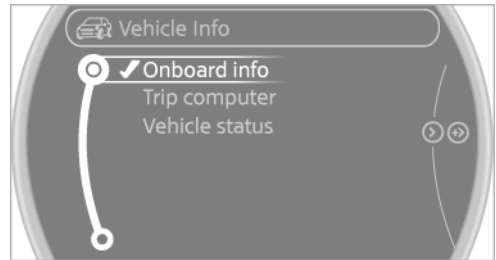 Vehicle Info
Onboard info
Trip computer
Vehicle status